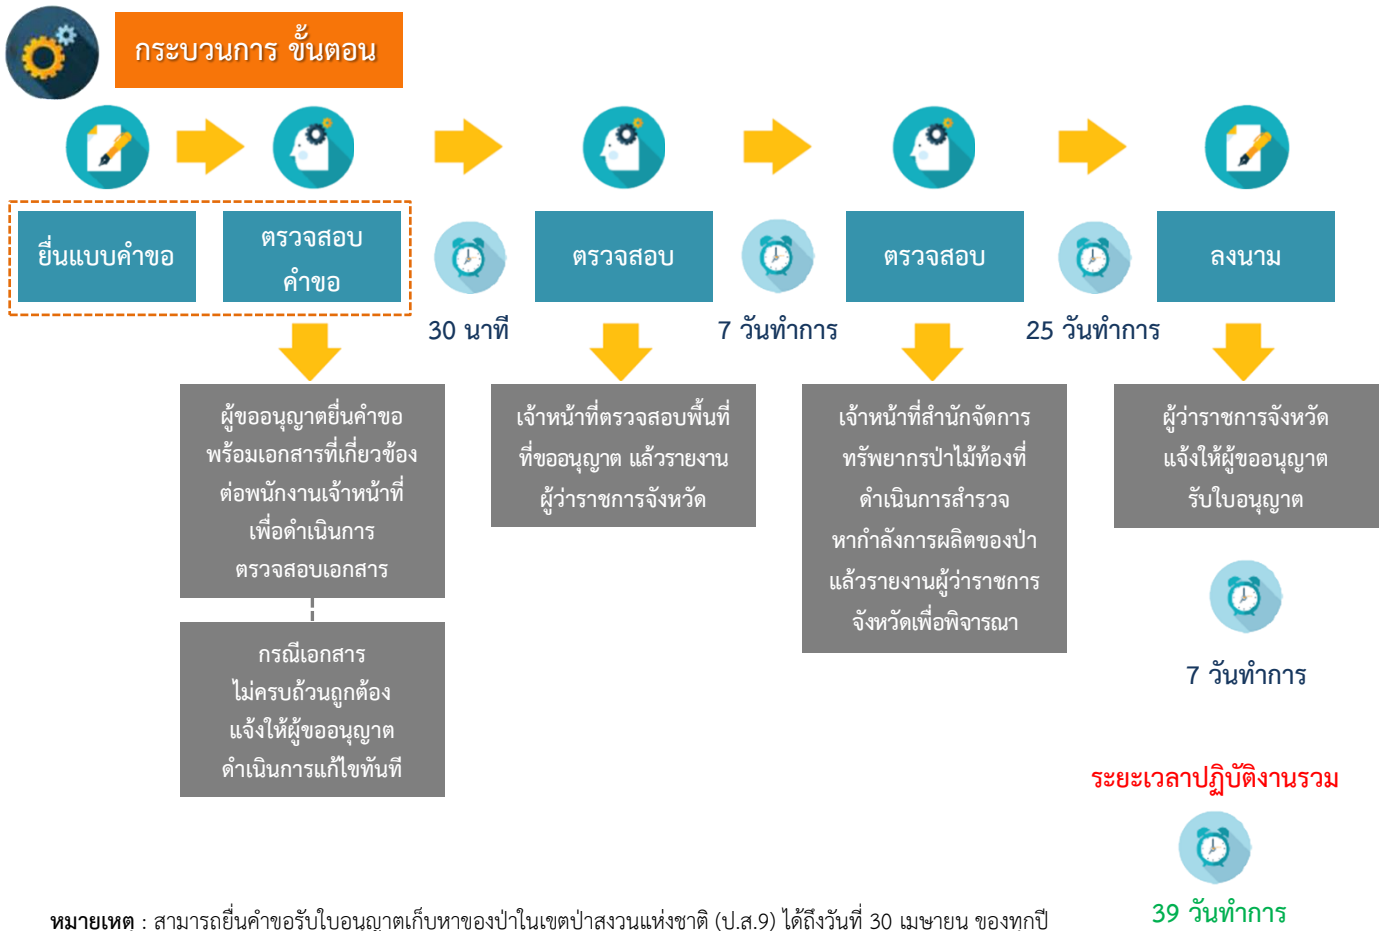 กระบวนการ ขั้นตอน
ยื่นแบบคำขอ
ตรวจสอบ
คำขอ
30 นาที
ตรวจสอบ
7 วันทำการ
ตรวจสอบ
25 วันทำการ
ลงนาม
ผู้ขออนุญาตยื่นคำขอ
พร้อมเอกสารที่เกี่ยวข้อง
ต่อพนักงานเจ้าหน้าที่
เพื่อดำเนินการ
ตรวจสอบเอกสาร
กรณีเอกสาร
ไม่ครบถ้วนถูกต้อง
แจ้งให้ผู้ขออนุญาต
ดำเนินการแก้ไขทันที
เจ้าหน้าที่ตรวจสอบพื้นที่
ที่ขออนุญาต แล้วรายงาน
ผู้ว่าราชการจังหวัด
เจ้าหน้าที่สำนักจัดการ
ทรัพยากรป่าไม้ท้องที่
ดำเนินการสำรวจ
หากำลังการผลิตของป่า
แล้วรายงานผู้ว่าราชการ
จังหวัดเพื่อพิจารณา
ผู้ว่าราชการจังหวัด
แจ้งให้ผู้ขออนุญาต
รับใบอนุญาต
7 วันทำการ
ระยะเวลาปฏิบัติงานรวม
39 วันทำการ
หมายเหตุ : สามารถยื่นคำขอรับใบอนุญาตเก็บหาของป่าในเขตป่าสงวนแห่งชาติ (ป.ส.9) ได้ถึงวันที่ 30 เมษายน ของทุกปี